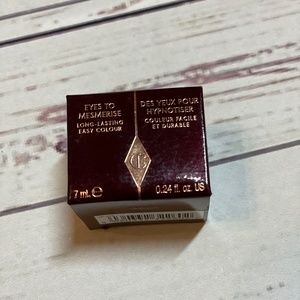 EYES TO
MESMERISE
LONG-LASTING
EASY COLOUR
DES YEUX POUR
HYPNOTISER
COULEUR FACILE
ET DURABLE
7 mL ℮
0.24 fl. oz. US